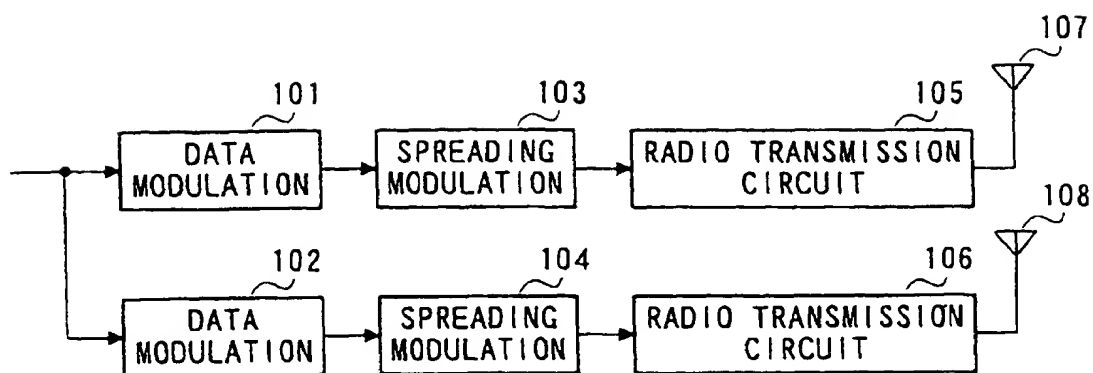 107
101
103
105
DATA
MODULATION
SPREADING
MODULATION
RADIO TRANSMISSION
CIRCUIT
108
102
104
106
DATA
MODULATION
SPREADING
MODULATION
RADIO TRANSMISSION
CIRCUIT